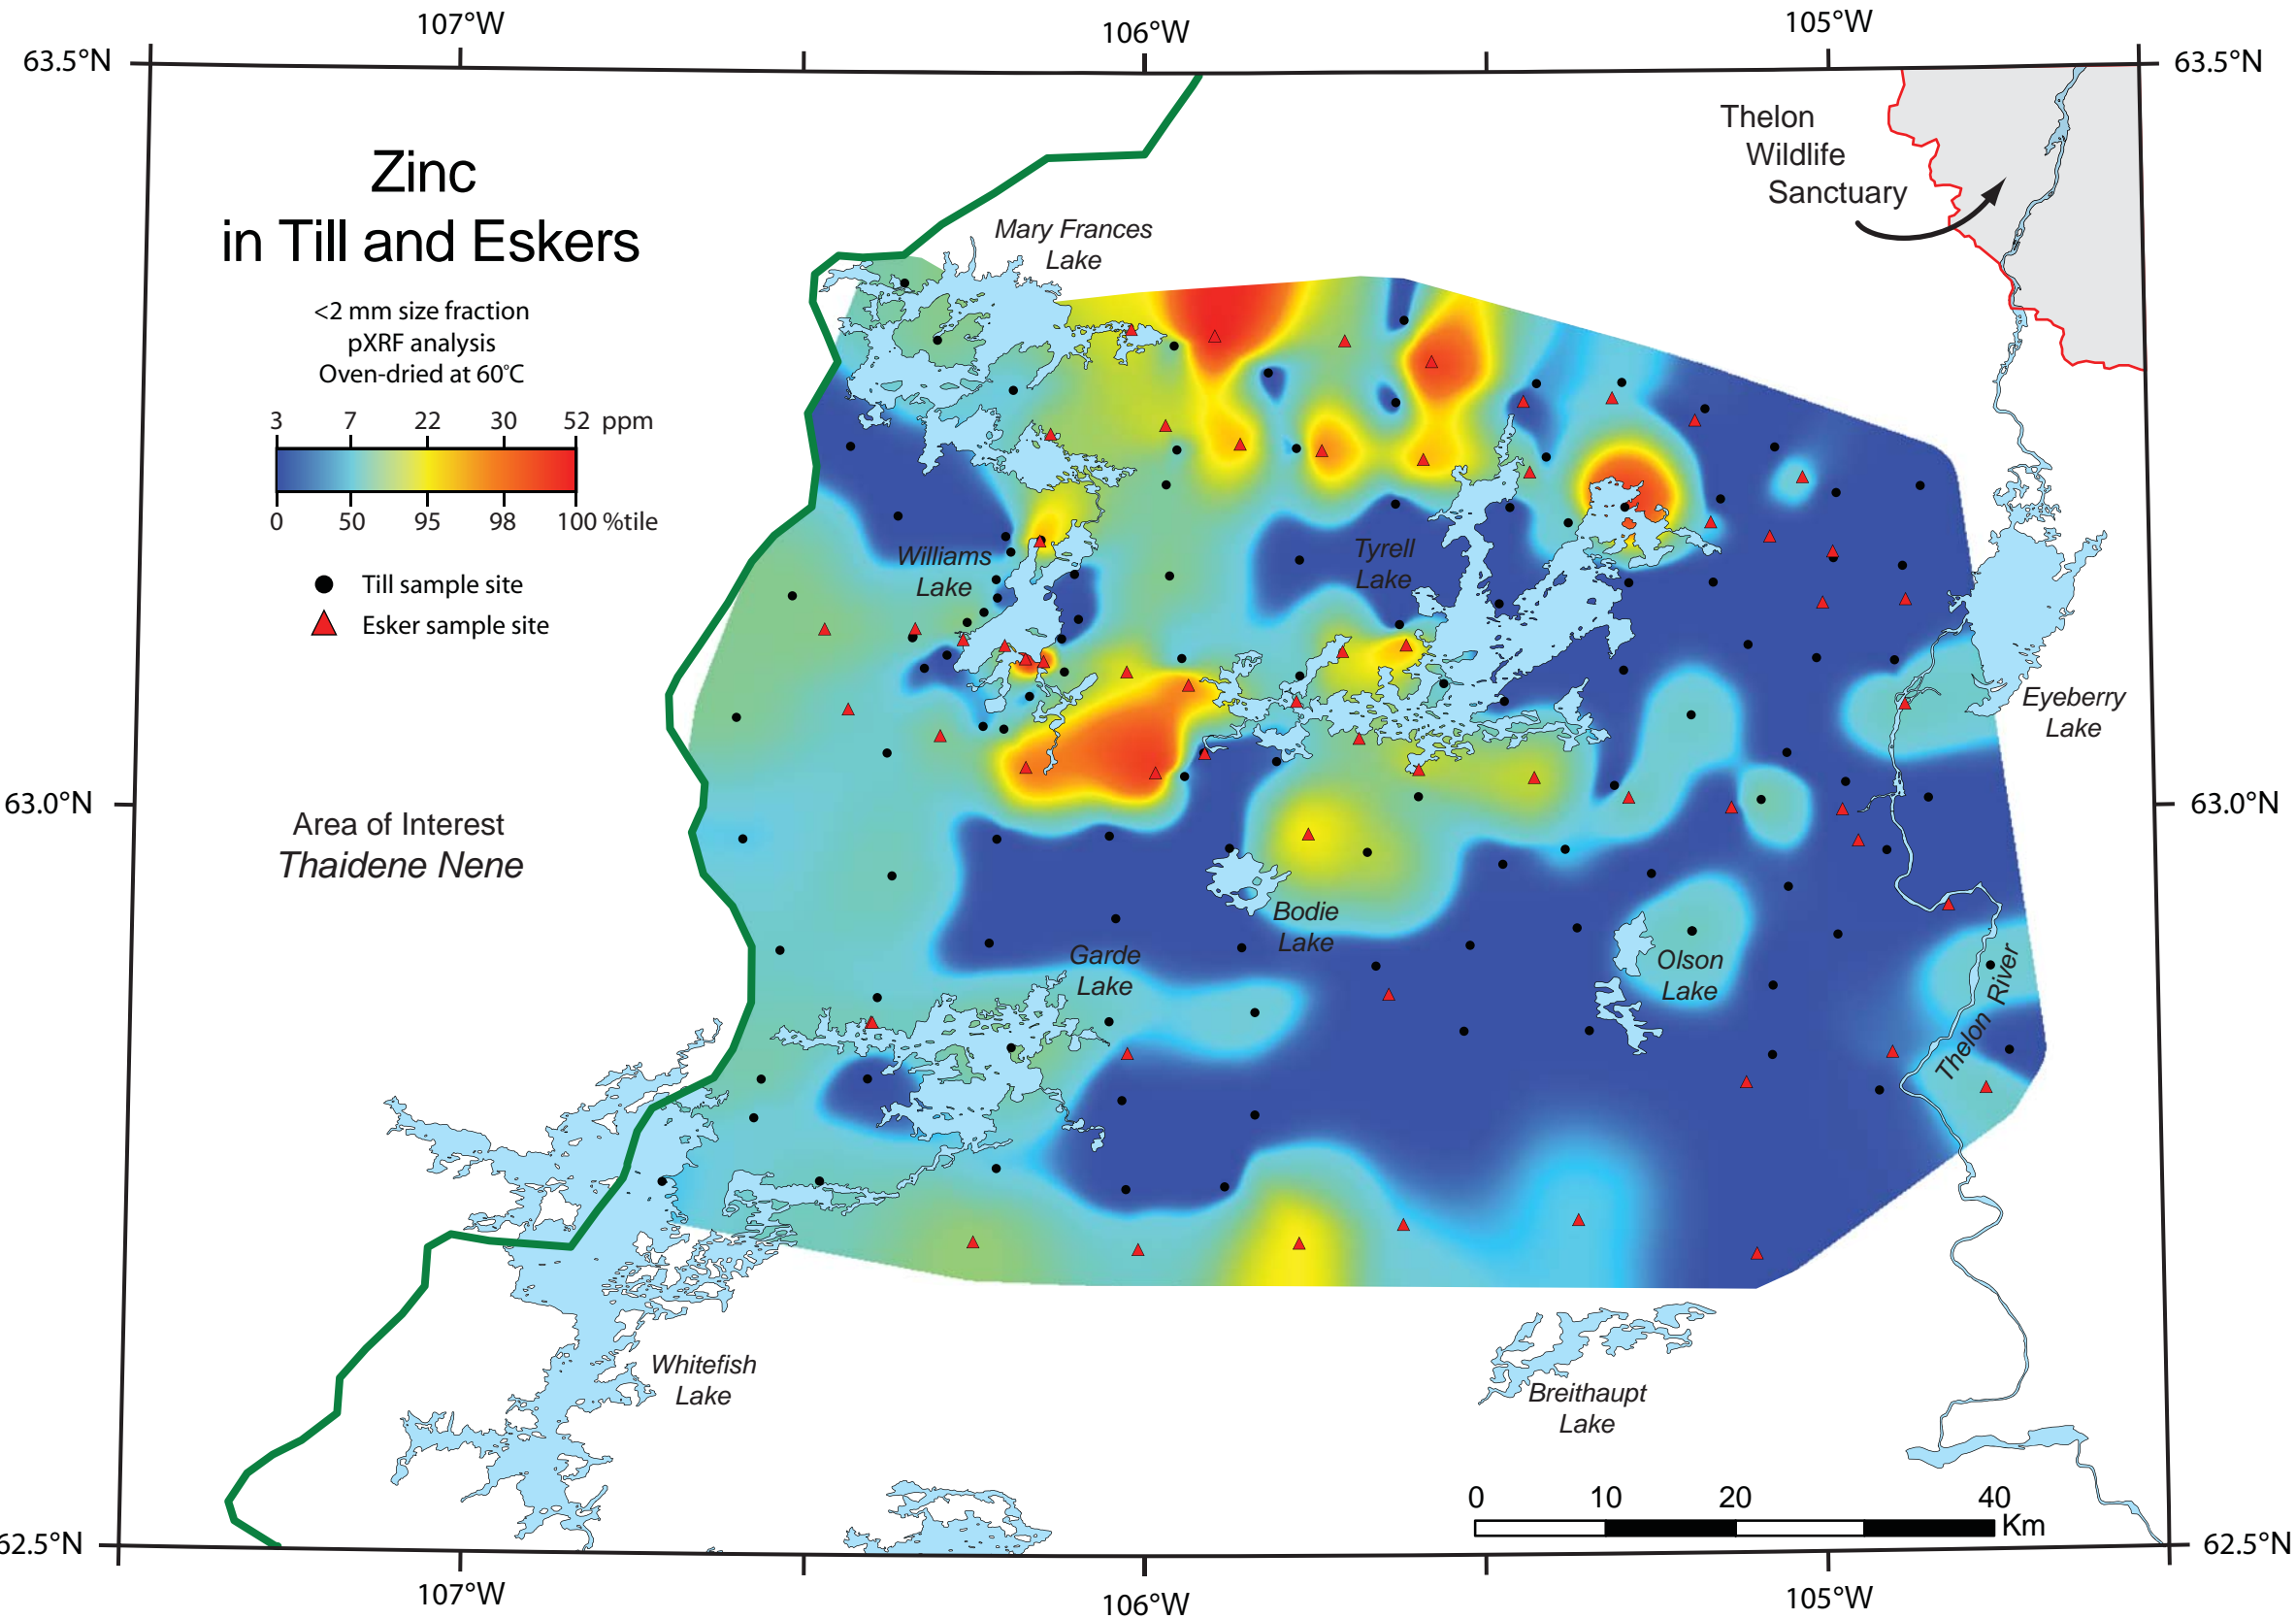 107°W
106°W
105°W
63.5°N
63.5°N
Thelon
Wildlife
Sanctuary
Zinc
in Till and Eskers
<2 mm size fraction
pXRF analysis
Oven-dried at 60°C
3 7 22 30 52 ppm
0 50 95 98 100 %tile
Till sample site
Esker sample site
Mary Frances
Lake
Williams
Lake
Tyrell
Lake
Eyeberry
Lake
63.0°N
63.0°N
Area of Interest
Thaidene Nene
Bodie
Lake
Garde
Lake
Olson
Lake
Thelon River
Whitefish
Lake
Breithaupt
Lake
0 10 20 40
Km
62.5°N
62.5°N
107°W
106°W
105°W